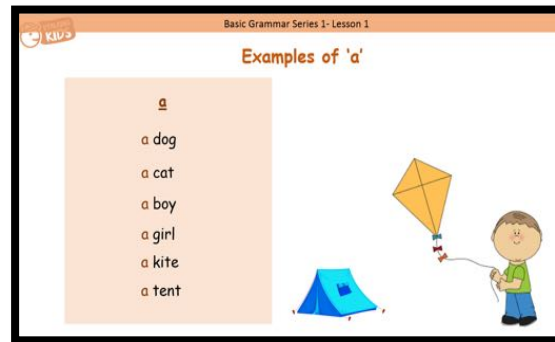 Basic Grammar Series 1- Lesson 1
KIDS
Examples of 'a'
a
a dog
a cat
a boy
a girl
a kite
a tent